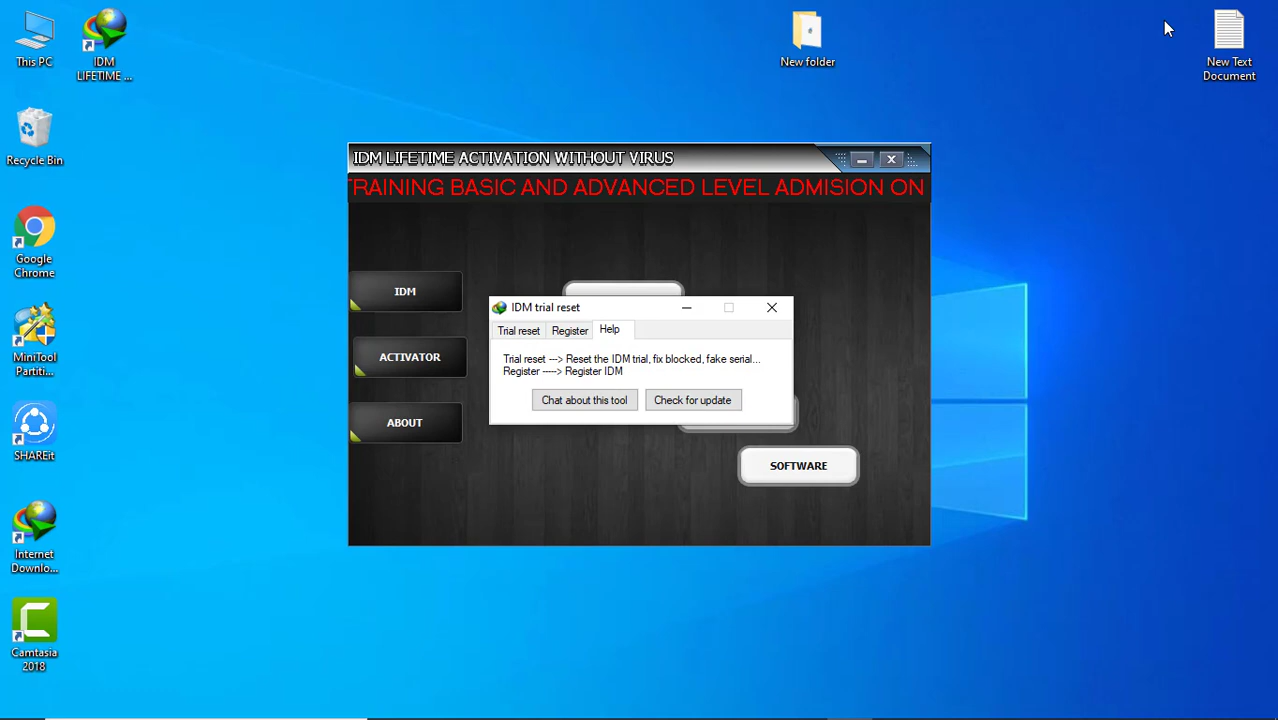 This PC
IDM
LIFETIME ...
New folder
New Text
Document
Recycle Bin
Google
Chrome
MiniTool
Partiti...
SHAREit
Internet
Downlo...
Camtasia
2018
IDM LIFETIME ACTIVATION WITHOUT VIRUS
TRAINING BASIC AND ADVANCED LEVEL ADMISION ON
IDM
ACTIVATOR
ABOUT
SOFTWARE
IDM trial reset
Trial reset
Register
Help
Trial reset ---> Reset the IDM trial, fix blocked, fake serial...
Register -----> Register IDM
Chat about this tool
Check for update